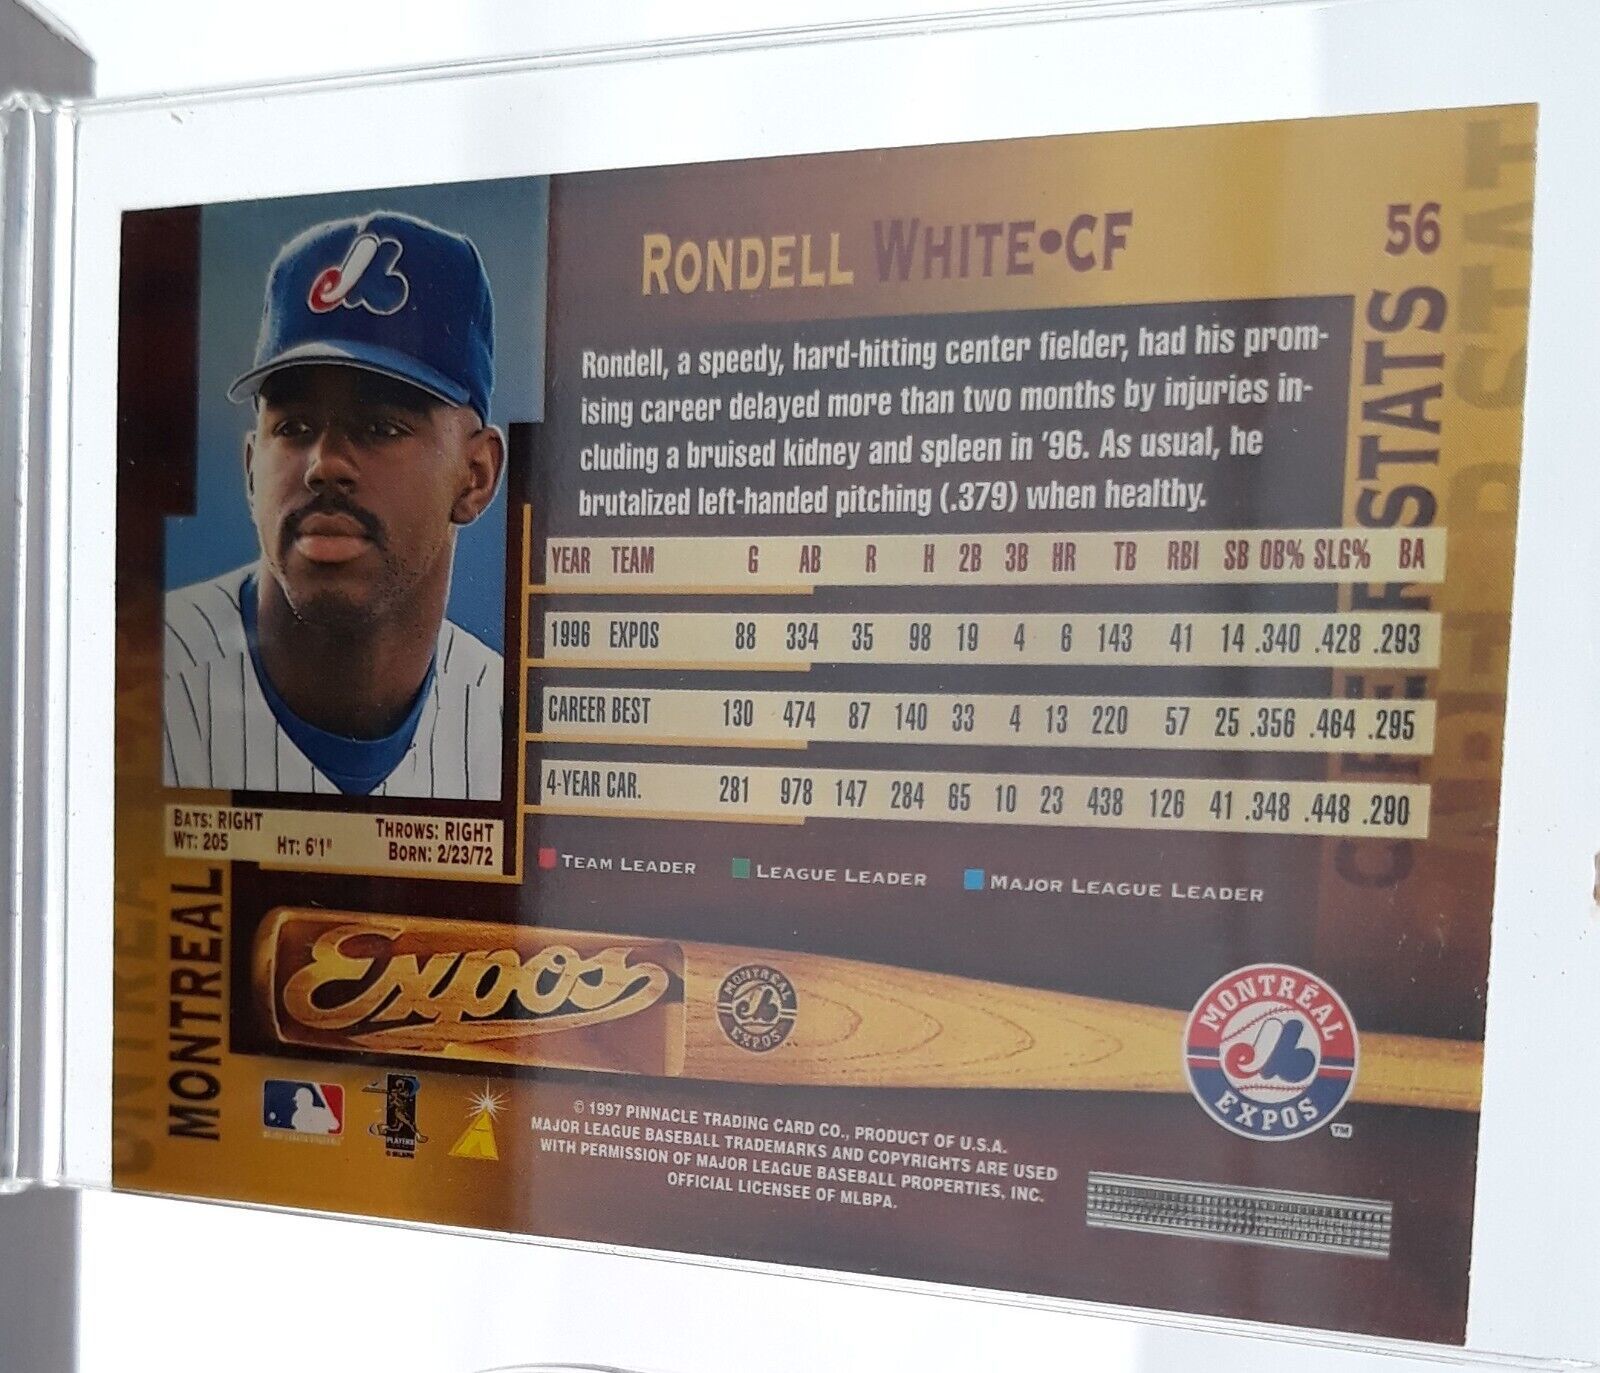 RONDELL WHITE•CF
56
Rondell, a speedy, hard-hitting center fielder, had his prom-
ising career delayed more than two months by injuries in-
cluding a bruised kidney and spleen in '96. As usual, he
brutalized left-handed pitching (.379) when healthy.
YEAR TEAM G AB R H 2B 3B HR TB RBI SB OB% SLG% BA
1996 EXPOS 88 334 35 98 19 4 6 143 41 14 .340 .428 .293
CAREER BEST 130 474 87 140 33 4 13 220 57 25 .356 .464 .295
4-YEAR CAR. 281 978 147 284 65 10 23 438 126 41 .348 .448 .290
TEAM LEADER LEAGUE LEADER MAJOR LEAGUE LEADER
BATS: RIGHT THROWS: RIGHT
WT: 205 HT: 6'1" BORN: 2/23/72
MONTREAL
STATS
Expos
MONTRÉAL
EXPOS
MONTRÉAL
EXPOS
TM
PLAYERS
© 1997 PINNACLE TRADING CARD CO., PRODUCT OF U.S.A.
MAJOR LEAGUE BASEBALL TRADEMARKS AND COPYRIGHTS ARE USED
WITH PERMISSION OF MAJOR LEAGUE BASEBALL PROPERTIES, INC.
OFFICIAL LICENSEE OF MLBPA.